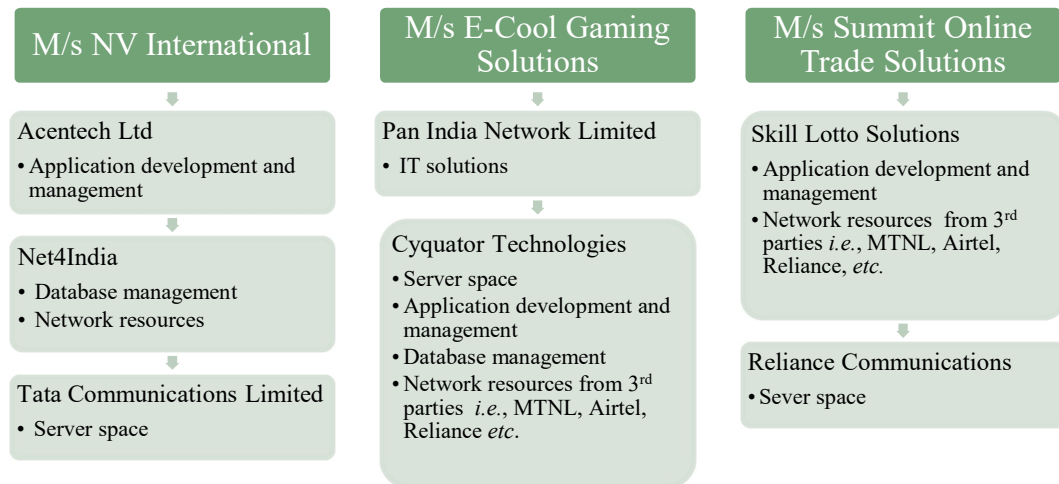 M/s NV International
Acentech Ltd
• Application development and
management
Net4India
• Database management
• Network resources
Tata Communications Limited
• Server space
M/s E-Cool Gaming
Solutions
Pan India Network Limited
• IT solutions
Cyquator Technologies
• Server space
• Application development and
management
• Database management
• Network resources from 3rd
parties i.e., MTNL, Airtel,
Reliance etc.
M/s Summit Online
Trade Solutions
Skill Lotto Solutions
• Application development and
management
• Network resources from 3rd
parties i.e., MTNL, Airtel,
Reliance, etc.
Reliance Communications
• Sever space